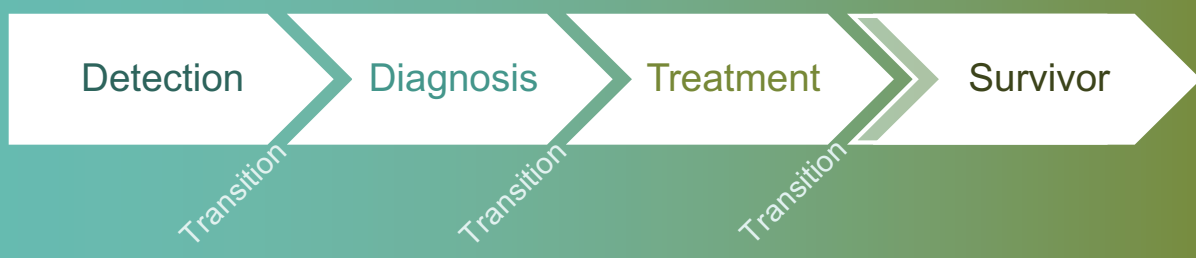 Detection
Diagnosis
Treatment
Survivor
Transition
Transition
Transition